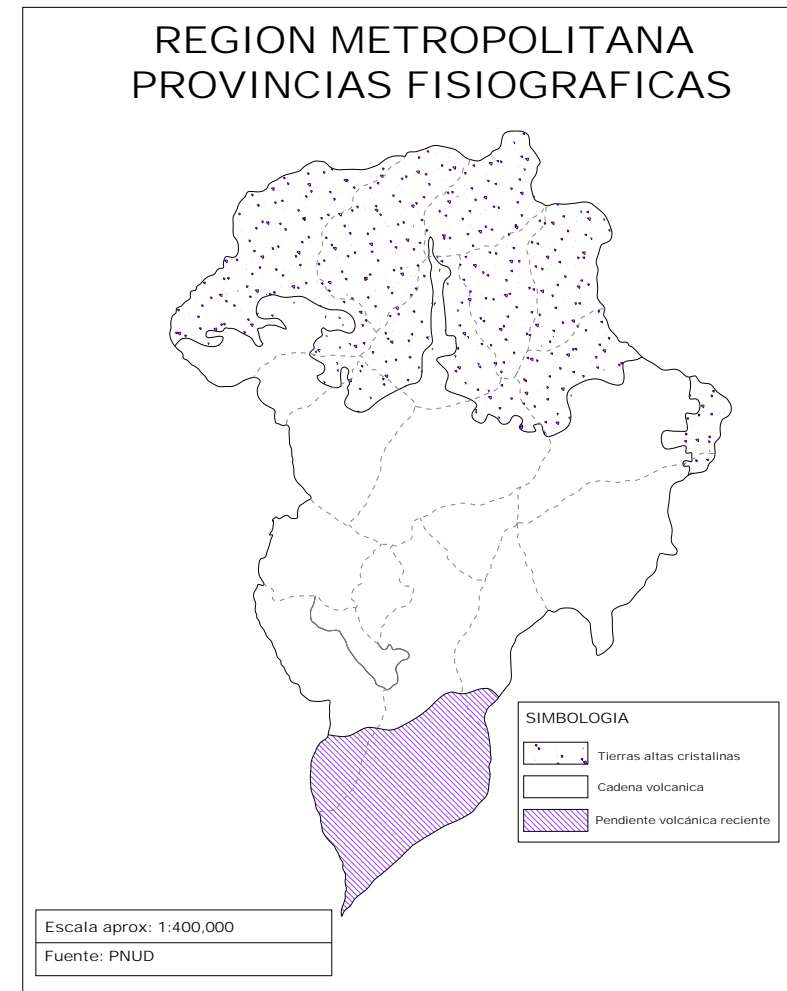 REGION METROPOLITANA
PROVINCIAS FISIOGRAFICAS
SIMBOLOGIA
Tierras altas cristalinas
Cadena volcanica
Pendiente volcánica reciente
Escala aprox: 1:400,000
Fuente: PNUD